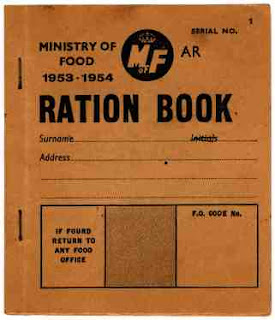 SERIAL NO.
1
MINISTRY OF
FOOD
1953-1954
M OF F
AR
RATION BOOK
Surname Initials
Address
IF FOUND
RETURN TO
ANY FOOD
OFFICE
F.O. CODE No.